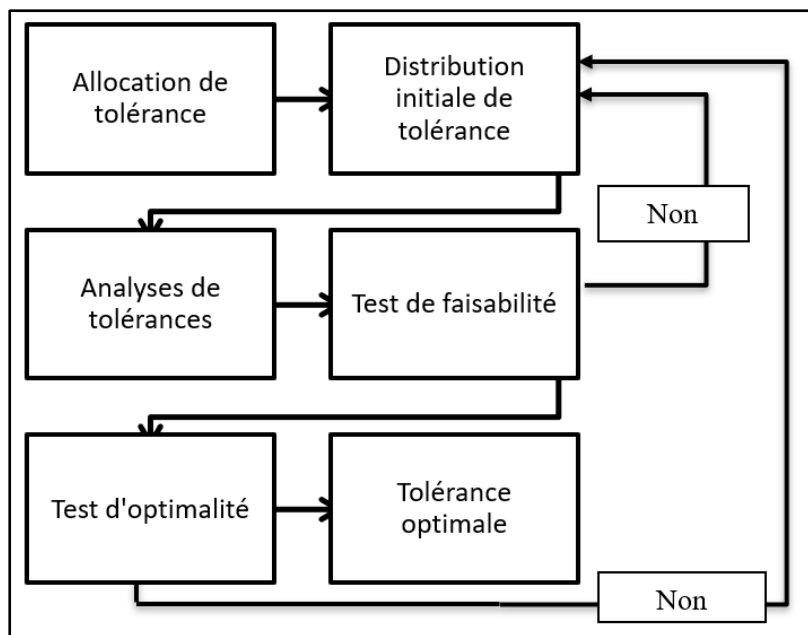 Allocation de
tolérance
Distribution
initiale de
tolérance
Non
Analyses de
tolérances
Test de faisabilité
Test d'optimalité
Tolérance
optimale
Non